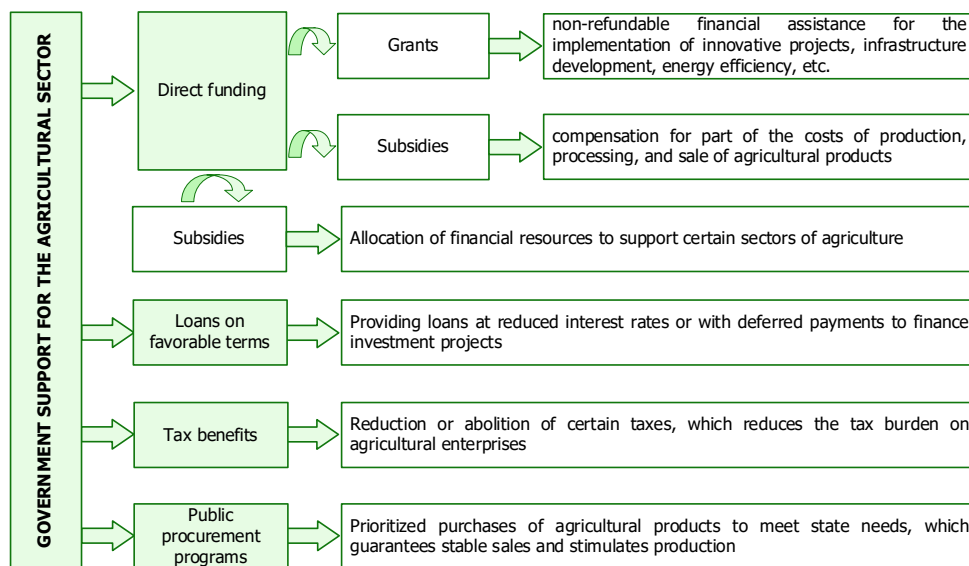 GOVERNMENT SUPPORT FOR THE AGRICULTURAL SECTOR
Direct funding
Grants
non-refundable financial assistance for the
implementation of innovative projects, infrastructure
development, energy efficiency, etc.
Subsidies
compensation for part of the costs of production,
processing, and sale of agricultural products
Subsidies
Allocation of financial resources to support certain sectors of agriculture
Loans on
favorable terms
Providing loans at reduced interest rates or with deferred payments to finance
investment projects
Tax benefits
Reduction or abolition of certain taxes, which reduces the tax burden on
agricultural enterprises
Public
procurement
programs
Prioritized purchases of agricultural products to meet state needs, which
guarantees stable sales and stimulates production